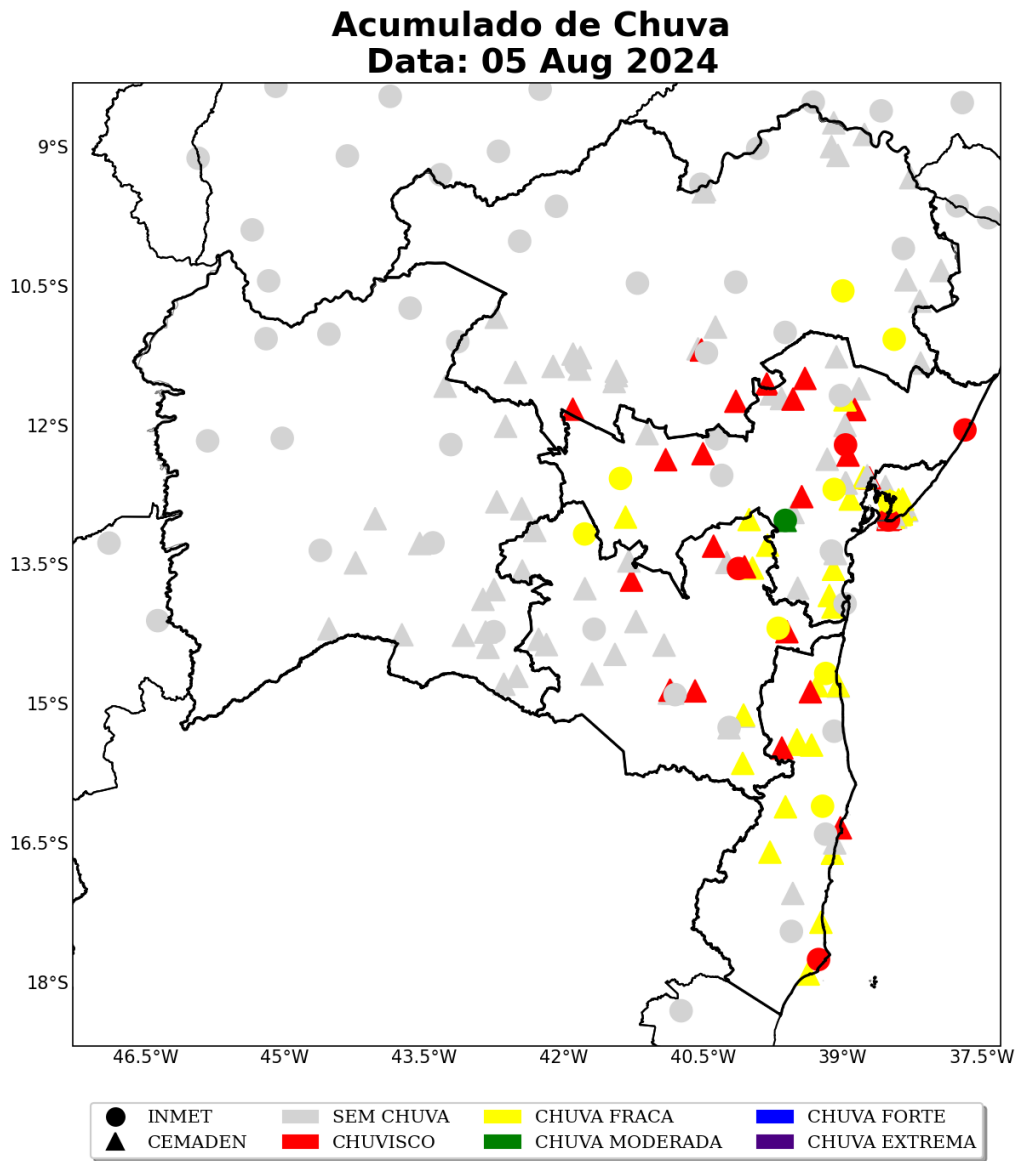 Acumulado de Chuva
Data: 05 Aug 2024
9°S
10.5°S
12°S
13.5°S
15°S
16.5°S
18°S
46.5°W 45°W 43.5°W 42°W 40.5°W 39°W 37.5°W
INMET SEM CHUVA CHUVA FRACA CHUVA FORTE
CEMADEN CHUVISCO CHUVA MODERADA CHUVA EXTREMA